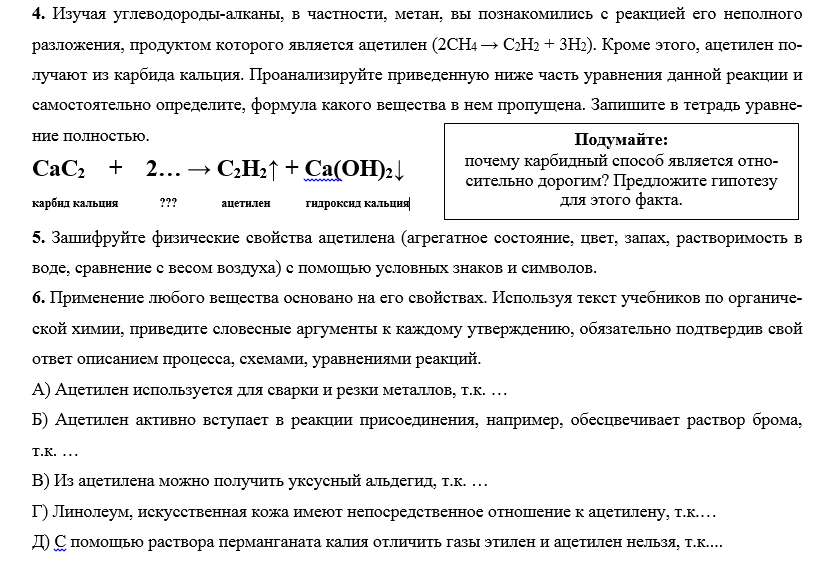 4. Изучая углеводороды-алканы, в частности, метан, вы познакомились с реакцией его неполного
разложения, продуктом которого является ацетилен (2CH4 → C2H2 + 3H2). Кроме этого, ацетилен по-
лучают из карбида кальция. Проанализируйте приведенную ниже часть уравнения данной реакции и
самостоятельно определите, формула какого вещества в нем пропущена. Запишите в тетрадь уравне-
ние полностью.
CaC2 + 2… → C2H2↑ + Ca(OH)2↓
карбид кальция ??? ацетилен гидроксид кальция
Подумайте:
почему карбидный способ является отно-
сительно дорогим? Предложите гипотезу
для этого факта.
5. Зашифруйте физические свойства ацетилена (агрегатное состояние, цвет, запах, растворимость в
воде, сравнение с весом воздуха) с помощью условных знаков и символов.
6. Применение любого вещества основано на его свойствах. Используя текст учебников по органиче-
ской химии, приведите словесные аргументы к каждому утверждению, обязательно подтвердив свой
ответ описанием процесса, схемами, уравнениями реакций.
А) Ацетилен используется для сварки и резки металлов, т.к. …
Б) Ацетилен активно вступает в реакции присоединения, например, обесцвечивает раствор брома,
т.к. …
В) Из ацетилена можно получить уксусный альдегид, т.к. …
Г) Линолеум, искусственная кожа имеют непосредственное отношение к ацетилену, т.к.…
Д) С помощью раствора перманганата калия отличить газы этилен и ацетилен нельзя, т.к....